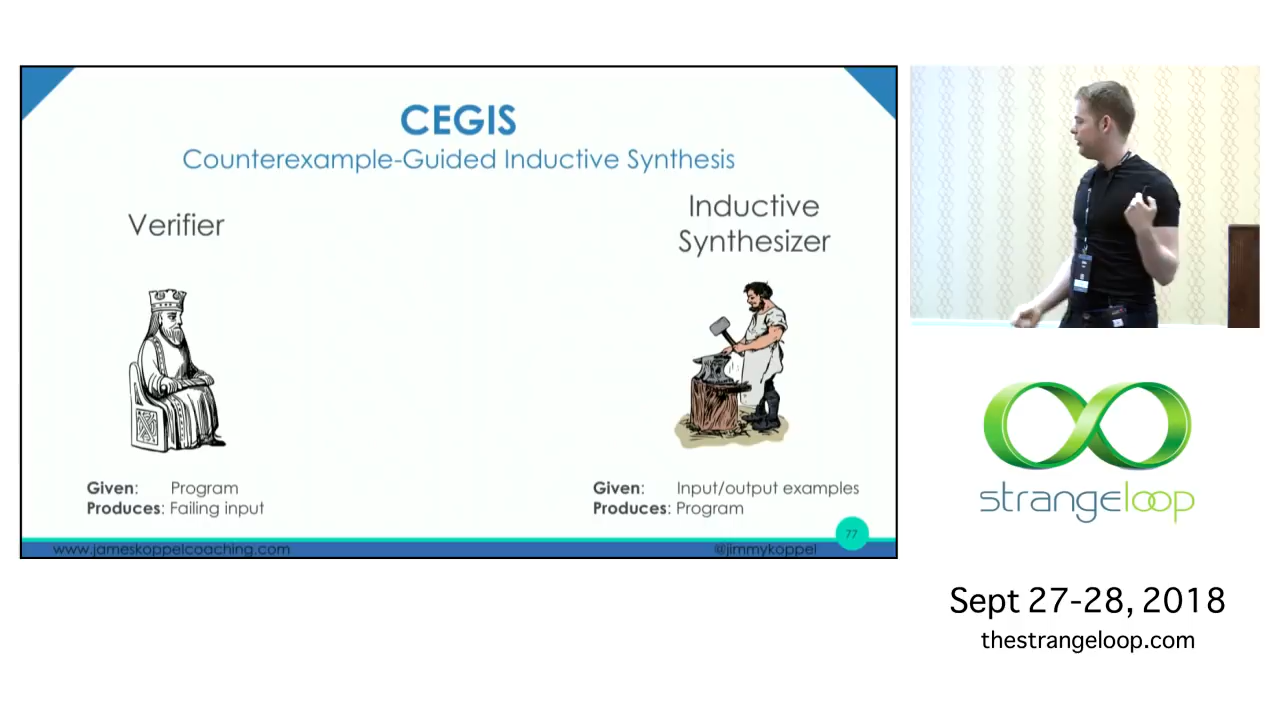 CEGIS
Counterexample-Guided Inductive Synthesis
Verifier
Inductive
Synthesizer
Given: Program
Produces: Failing input
Given: Input/output examples
Produces: Program
77
www.jameskoppelcoaching.com
@jimmykoppel
strangeloop
Sept 27-28, 2018
thestrangeloop.com